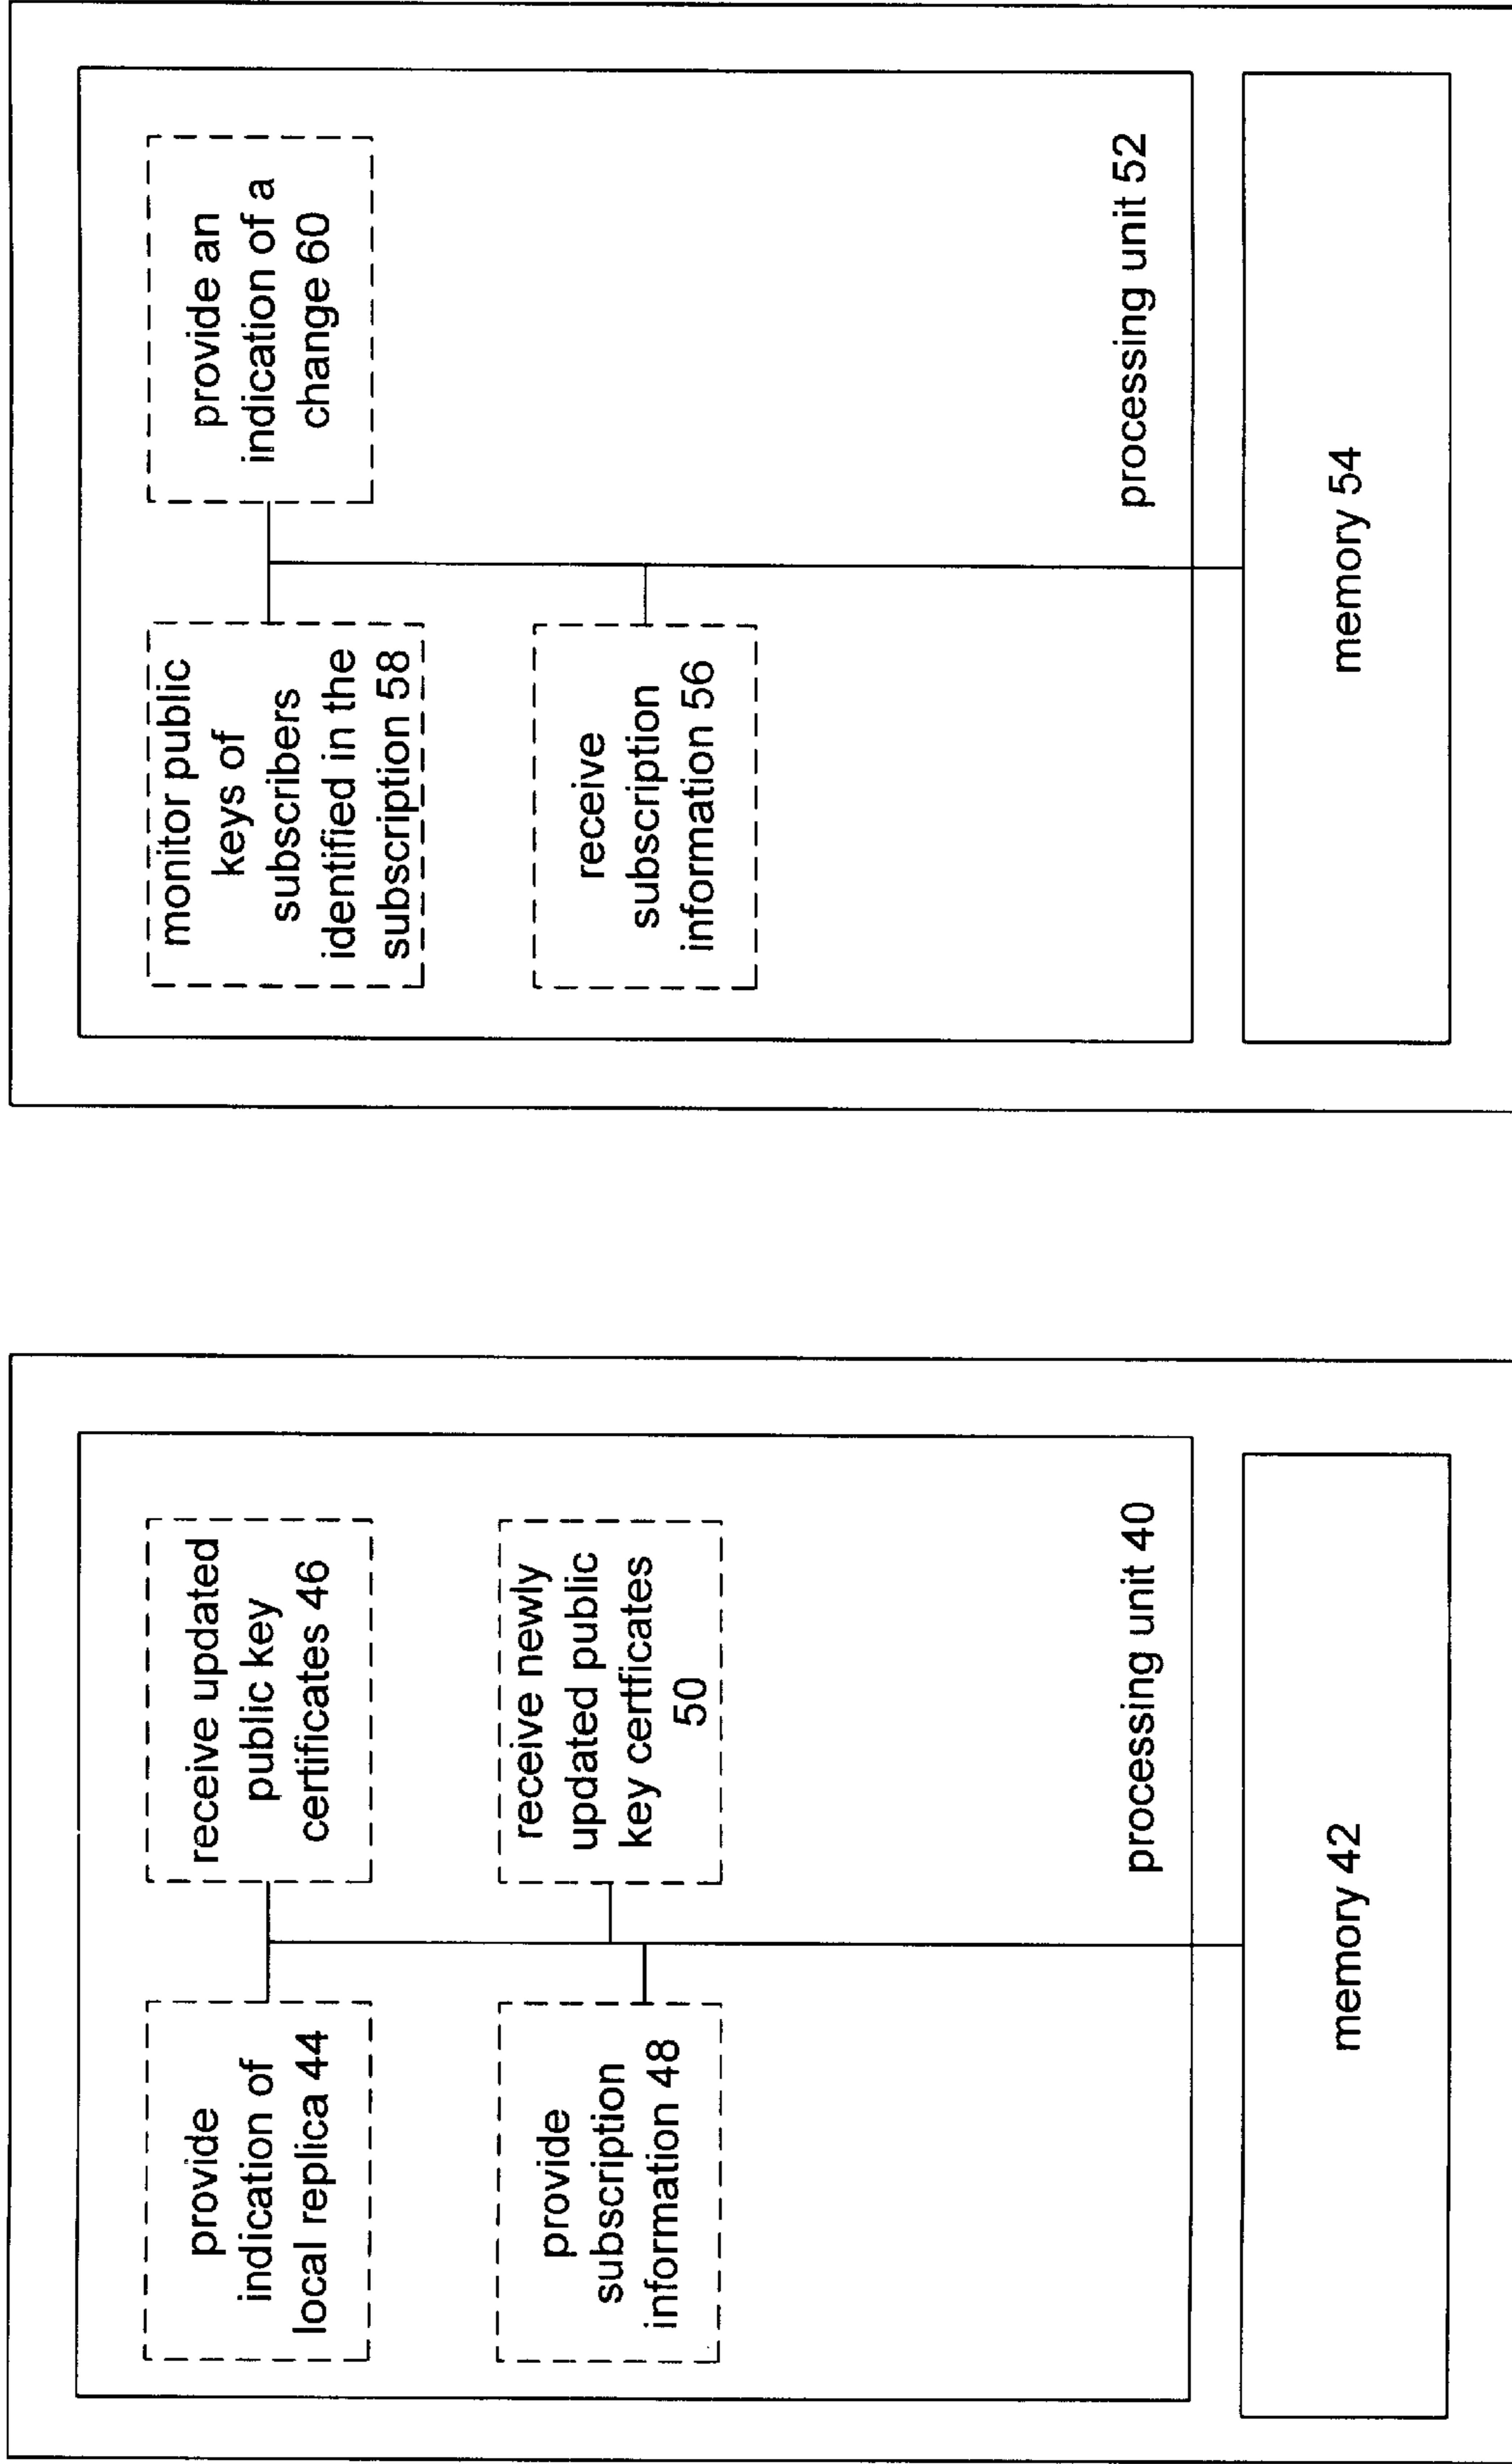 provide
indication of
local replica 44
receive updated
public key
certificates 46
provide
subscription
information 48
receive newly
updated public
key certficates
50
processing unit 40
memory 42
monitor public
keys of
subscribers
identified in the
subscription 58
provide an
indication of a
change 60
receive
subscription
information 56
processing unit 52
memory 54